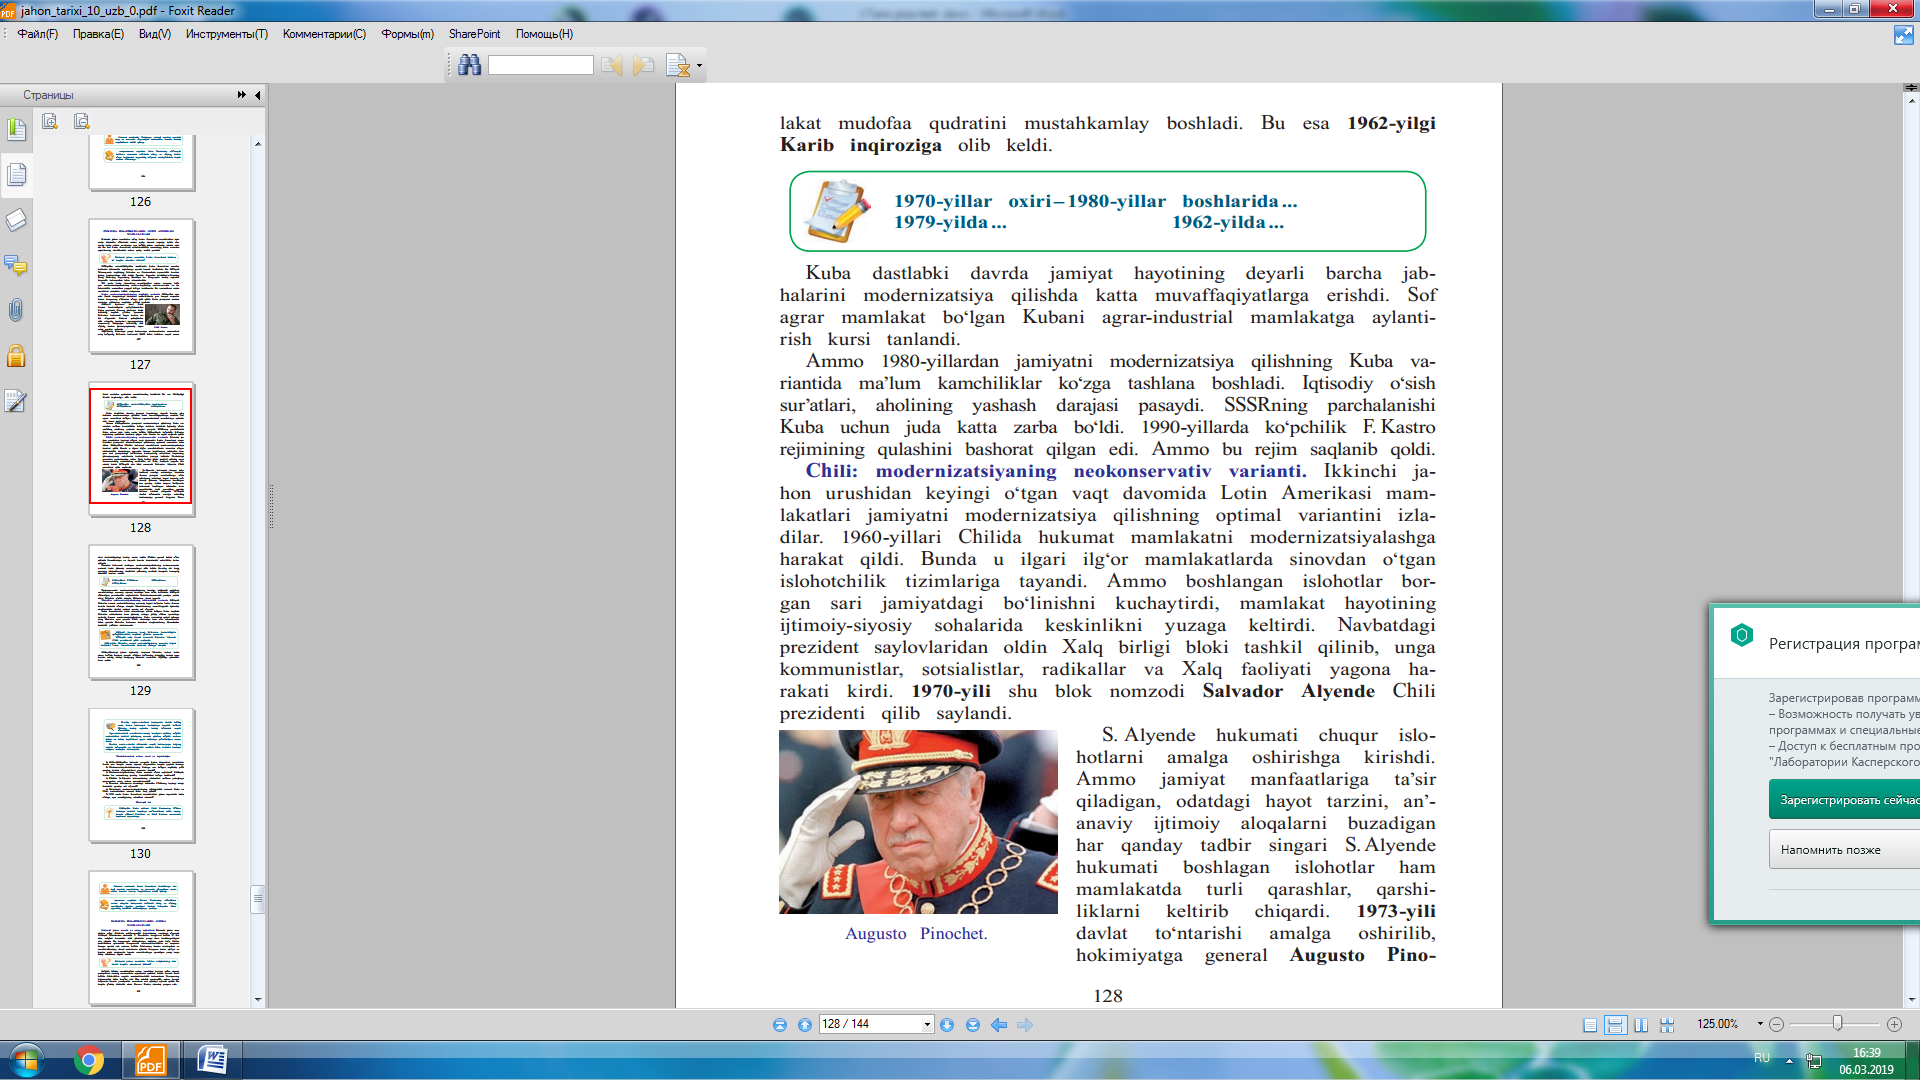 jahon_tarixi_10_uzb_0.pdf - Foxit Reader
Файл(F) Правка(E) Вид(V) Инструменты(T) Комментарии(C) Формы(m) SharePoint Помощь(H)
Страницы
126
127
128
129
130
lakat mudofaa qudratini mustahkamlay boshladi. Bu esa 1962-yilgi
Karib inqiroziga olib keldi.
1970-yillar oxiri–1980-yillar boshlarida...
1979-yilda... 1962-yilda...
Kuba dastlabki davrda jamiyat hayotining deyarli barcha jab-
halarini modernizatsiya qilishda katta muvaffaqiyatlarga erishdi. Sof
agrar mamlakat bo‘lgan Kubani agrar-industrial mamlakatga aylanti-
rish kursi tanlandi.
Ammo 1980-yillardan jamiyatni modernizatsiya qilishning Kuba va-
riantida ma’lum kamchiliklar ko‘zga tashlana boshladi. Iqtisodiy o‘sish
sur’atlari, aholining yashash darajasi pasaydi. SSSRning parchalanishi
Kuba uchun juda katta zarba bo‘ldi. 1990-yillarda ko‘pchilik F. Kastro
rejimining qulashini bashorat qilgan edi. Ammo bu rejim saqlanib qoldi.
Chili: modernizatsiyaning neokonservativ varianti. Ikkinchi ja-
hon urushidan keyingi o‘tgan vaqt davomida Lotin Amerikasi mam-
lakatlari jamiyatni modernizatsiya qilishning optimal variantini izla-
dilar. 1960-yillari Chilida hukumat mamlakatni modernizatsiyalashga
harakat qildi. Bunda u ilgari ilg‘or mamlakatlarda sinovdan o‘tgan
islohotchilik tizimlariga tayandi. Ammo boshlangan islohotlar bor-
gan sari jamiyatdagi bo‘linishni kuchaytirdi, mamlakat hayotining
ijtimoiy-siyosiy sohalarida keskinlikni yuzaga keltirdi. Navbatdagi
prezident saylovlaridan oldin Xalq birligi bloki tashkil qilinib, unga
kommunistlar, sotsialistlar, radikallar va Xalq faoliyati yagona ha-
rakati kirdi. 1970-yili shu blok nomzodi Salvador Alyende Chili
prezidenti qilib saylandi.
S. Alyende hukumati chuqur islo-
hotlarni amalga oshirishga kirishdi.
Ammo jamiyat manfaatlariga ta’sir
qiladigan, odatdagi hayot tarzini, an’-
anaviy ijtimoiy aloqalarni buzadigan
har qanday tadbir singari S. Alyende
hukumati boshlagan islohotlar ham
mamlakatda turli qarashlar, qarshi-
liklarni keltirib chiqardi. 1973-yili
davlat to‘ntarishi amalga oshirilib,
hokimiyatga general Augusto Pino-
Augusto Pinochet.
128
Регистрация програм
Зарегистрировав программ
– Возможность получать ув
программах и специальные
– Доступ к бесплатным про
"Лаборатории Касперского
Зарегистрировать сейчас
Напомнить позже
128 / 144
125.00%
RU
16:39
06.03.2019